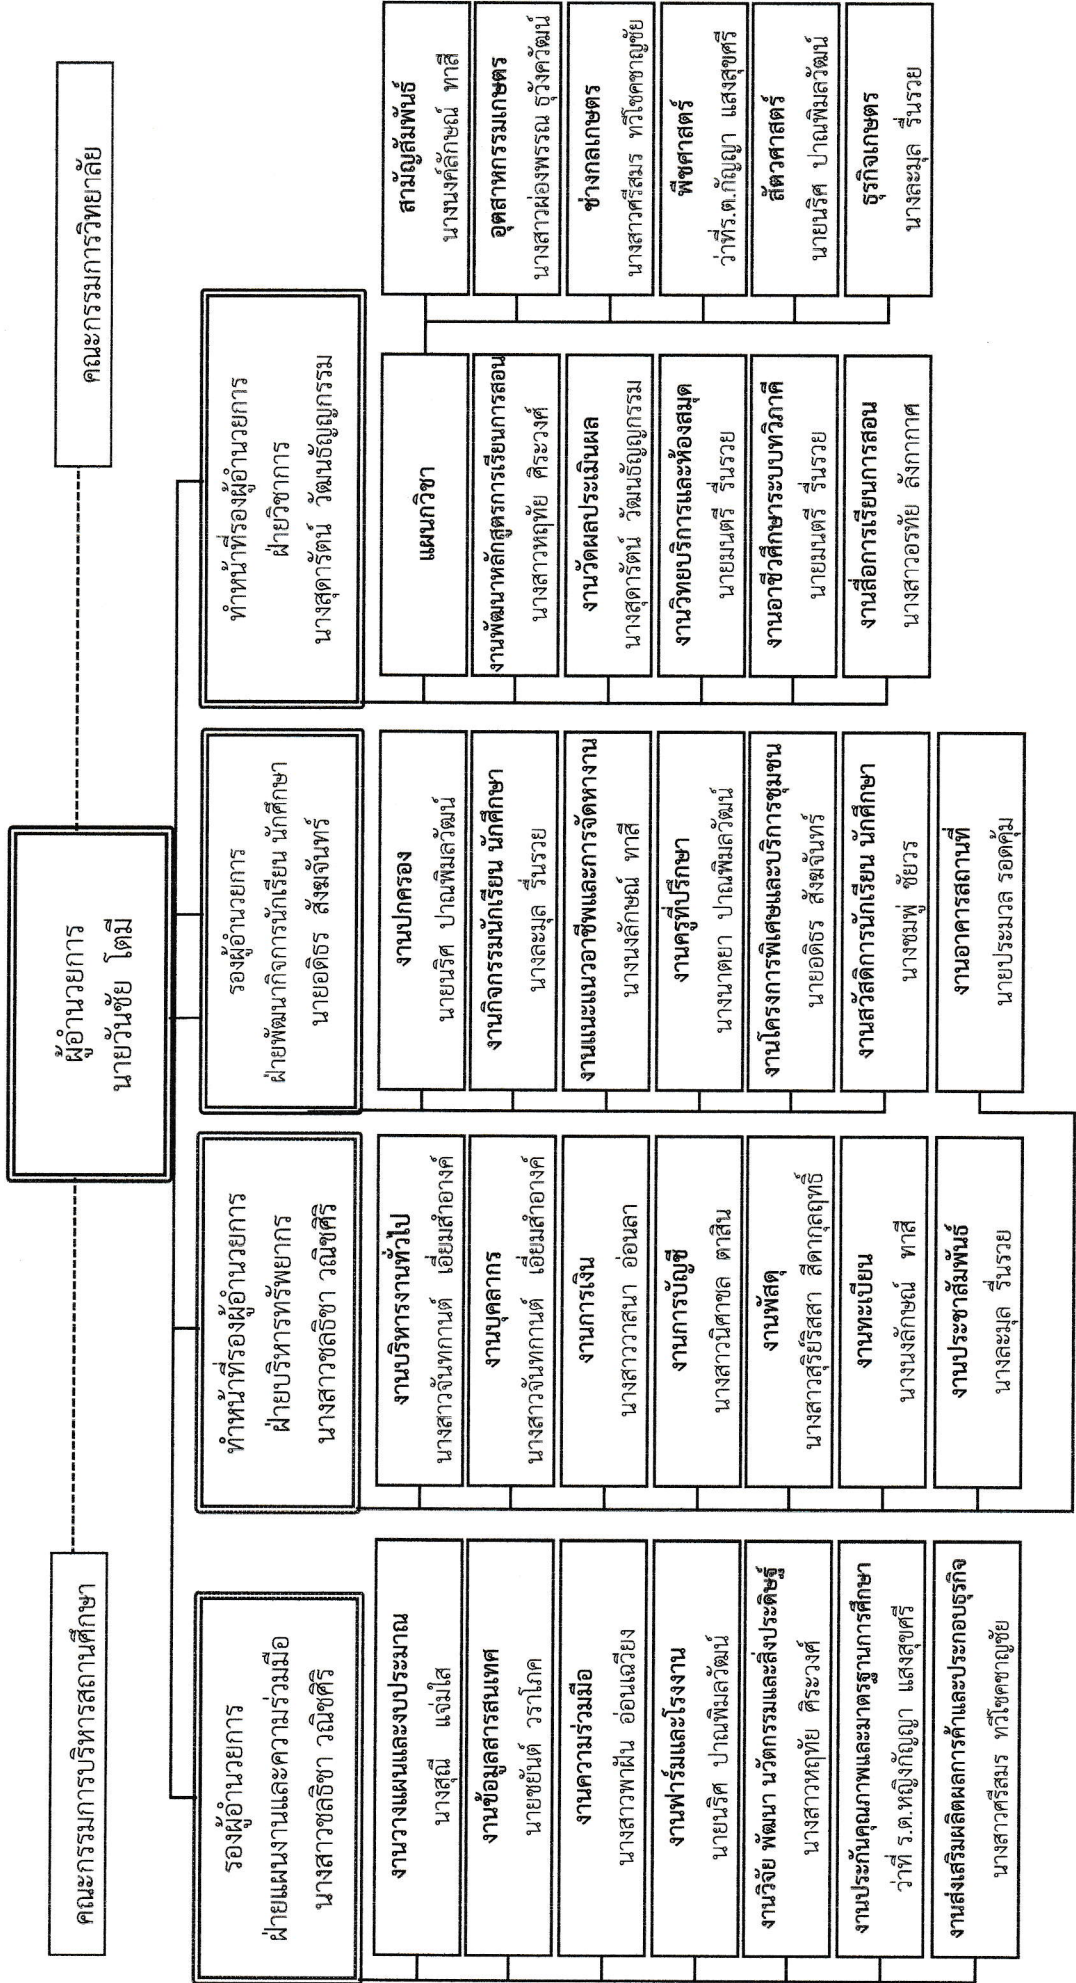 ผู้อำนวยการ
นายวันชัย โตมี
คณะกรรมการบริหารสถานศึกษา
คณะกรรมการวิทยาลัย
รองผู้อำนวยการ
ฝ่ายแผนงานและความร่วมมือ
นางสาวชลธิชา วณิชศิริ
งานวางแผนและงบประมาณ
นางสุณี แจ่มใส
งานข้อมูลสารสนเทศ
นายชยันต์ วราโภค
งานความร่วมมือ
นางสาวพาฝัน อ่อนเฉวียง
งานฟาร์มและโรงงาน
นายนริศ ปาณพิมลวัฒน์
งานวิจัย พัฒนา นวัตกรรมและสิ่งประดิษฐ์
นางสาวหฤทัย ศิระวงศ์
งานประกันคุณภาพและมาตรฐานการศึกษา
ว่าที่ ร.ต.หญิงกัญญา แสงสุขศรี
งานส่งเสริมผลิตผลการค้าและประกอบธุรกิจ
นางสาวศรีสมร ทวีโชคชาญชัย
ทำหน้าที่รองผู้อำนวยการ
ฝ่ายบริหารทรัพยากร
นางสาวชลธิชา วณิชศิริ
งานบริหารงานทั่วไป
นางสาวจันทกานต์ เอี่ยมสำอางค์
งานบุคลากร
นางสาวจันทกานต์ เอี่ยมสำอางค์
งานการเงิน
นางสาววาสนา อ่อนลา
งานการบัญชี
นางสาวนิศาชล ตาสิน
งานพัสดุ
นางสาวสุรีย์ริสสา สีดากุลฤทธิ์
งานทะเบียน
นางนงลักษณ์ ทาสี
งานประชาสัมพันธ์
นางละมุล รื่นรวย
รองผู้อำนวยการ
ฝ่ายพัฒนากิจการนักเรียน นักศึกษา
นายอดิธร สังฆจันทร์
งานปกครอง
นายนริศ ปาณพิมลวัฒน์
งานกิจกรรมนักเรียน นักศึกษา
นางละมุล รื่นรวย
งานแนะแนวอาชีพและการจัดหางาน
นางนงลักษณ์ ทาสี
งานครูที่ปรึกษา
นางนาตยา ปาณพิมลวัฒน์
งานโครงการพิเศษและบริการชุมชน
นายอดิธร สังฆจันทร์
งานสวัสดิการนักเรียน นักศึกษา
นางชมพู่ ชัยวร
งานอาคารสถานที่
นายประมวล รอดคุ้ม
ทำหน้าที่รองผู้อำนวยการ
ฝ่ายวิชาการ
นางสุดารัตน์ วัฒนธัญญกรรม
แผนกวิชา
งานพัฒนาหลักสูตรการเรียนการสอน
นางสาวหฤทัย ศิระวงศ์
งานวัดผลประเมินผล
นางสุดารัตน์ วัฒนธัญญกรรม
งานวิทยบริการและห้องสมุด
นายมนตรี รื่นรวย
งานอาชีวศึกษาระบบทวิภาคี
นายมนตรี รื่นรวย
งานสื่อการเรียนการสอน
นางสาวอรทัย ลังกากาศ
สามัญสัมพันธ์
นางนงค์ลักษณ์ ทาสี
อุตสาหกรรมเกษตร
นางสาวผ่องพรรณ ธุวังควัฒน์
ช่างกลเกษตร
นางสาวศรีสมร ทวีโชคชาญชัย
พืชศาสตร์
ว่าที่ร.ต.กัญญา แสงสุขศรี
สัตวศาสตร์
นายนริศ ปาณพิมลวัฒน์
ธุรกิจเกษตร
นางละมุล รื่นรวย